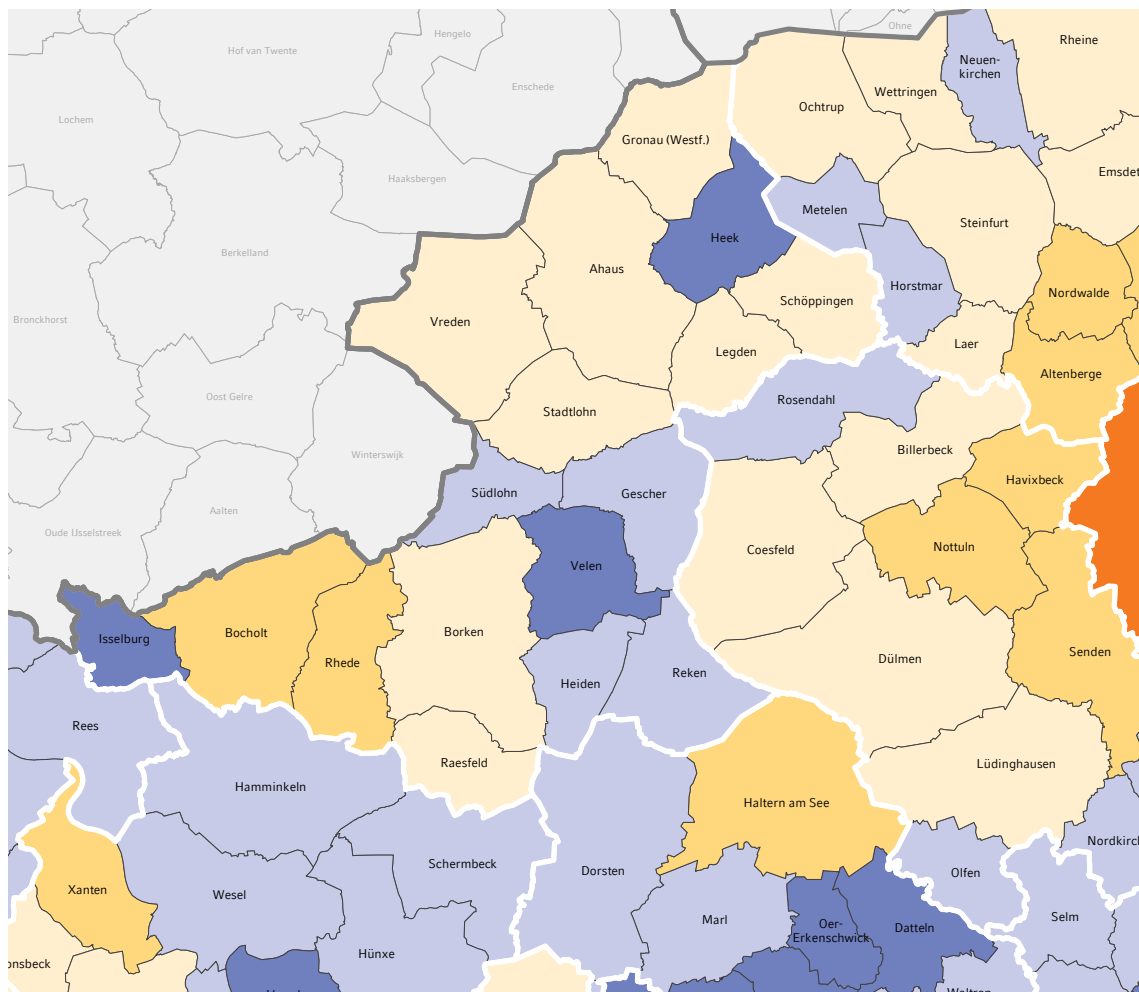 Ohne
Hengelo
Rheine
Hof van Twente
Neuen-
kirchen
Enschede
Wettringen
Ochtrup
Lochem
Gronau (Westf.)
Haaksbergen
Emsdet
Metelen
Steinfurt
Heek
Berkelland
Ahaus
Horstmar
Nordwalde
Schöppingen
Bronckhorst
Vreden
Laer
Legden
Altenberge
Oost Gelre
Rosendahl
Stadtlohn
Billerbeck
Winterswijk
Havixbeck
Südlohn
Gescher
Aalten
Oude IJsselstreek
Nottuln
Coesfeld
Velen
Isselburg
Bocholt
Borken
Senden
Rhede
Dülmen
Reken
Heiden
Rees
Raesfeld
Lüdinghausen
Hamminkeln
Haltern am See
Nordkirch
Schermbeck
Dorsten
Olfen
Xanten
Wesel
Selm
Marl
Oer-
Erkenschwick
Datteln
Hünxe
onsbeck